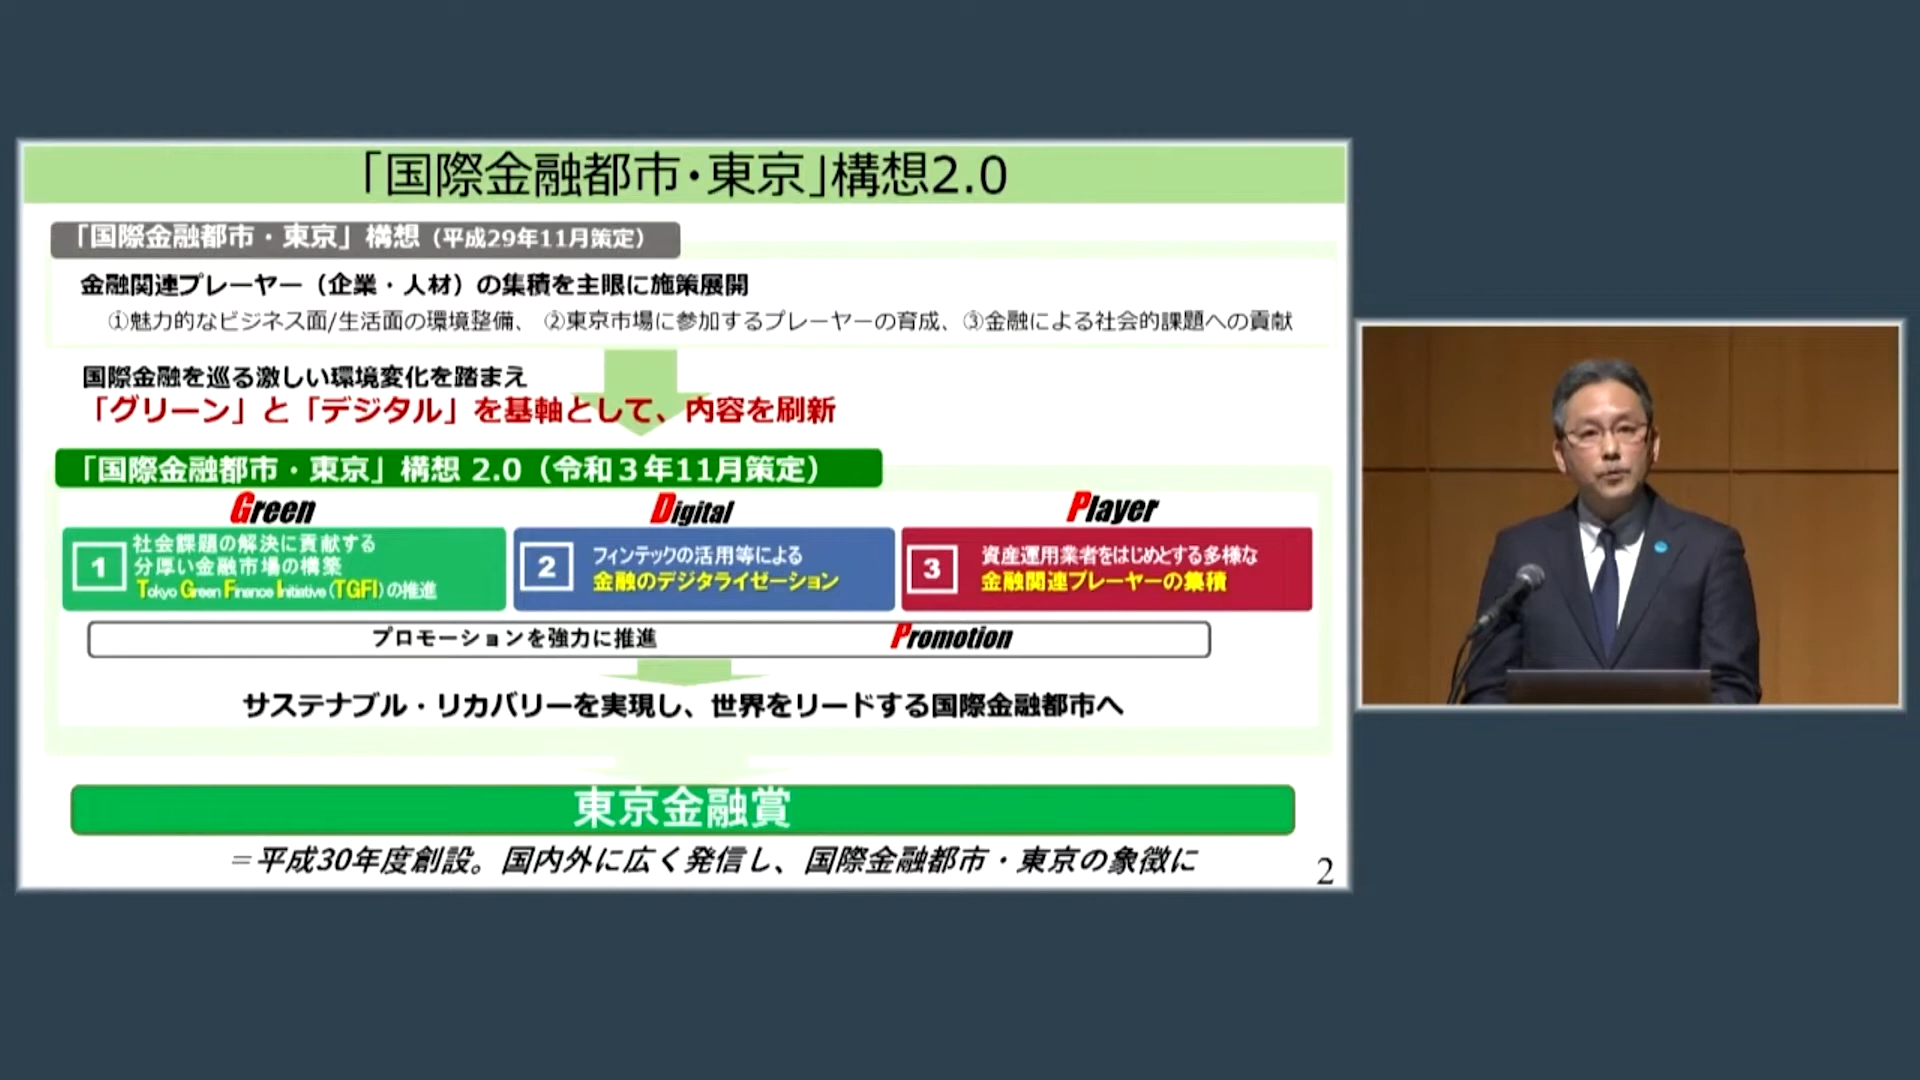 「国際金融都市・東京」構想2.0
「国際金融都市・東京」構想（平成29年11月策定）
金融関連プレーヤー（企業・人材）の集積を主眼に施策展開
①魅力的なビジネス面/生活面の環境整備、②東京市場に参加するプレーヤーの育成、③金融による社会的課題への貢献
国際金融を巡る激しい環境変化を踏まえ
「グリーン」と「デジタル」を基軸として、内容を刷新
「国際金融都市・東京」構想 2.0（令和３年11月策定）
Green
1
社会課題の解決に貢献する
分厚い金融市場の構築
Tokyo Green Finance Initiative（TGFI）の推進
Digital
2
フィンテックの活用等による
金融のデジタライゼーション
Player
3
資産運用業者をはじめとする多様な
金融関連プレーヤーの集積
プロモーションを強力に推進 Promotion
サステナブル・リカバリーを実現し、世界をリードする国際金融都市へ
東京金融賞
＝平成30年度創設。国内外に広く発信し、国際金融都市・東京の象徴に
2